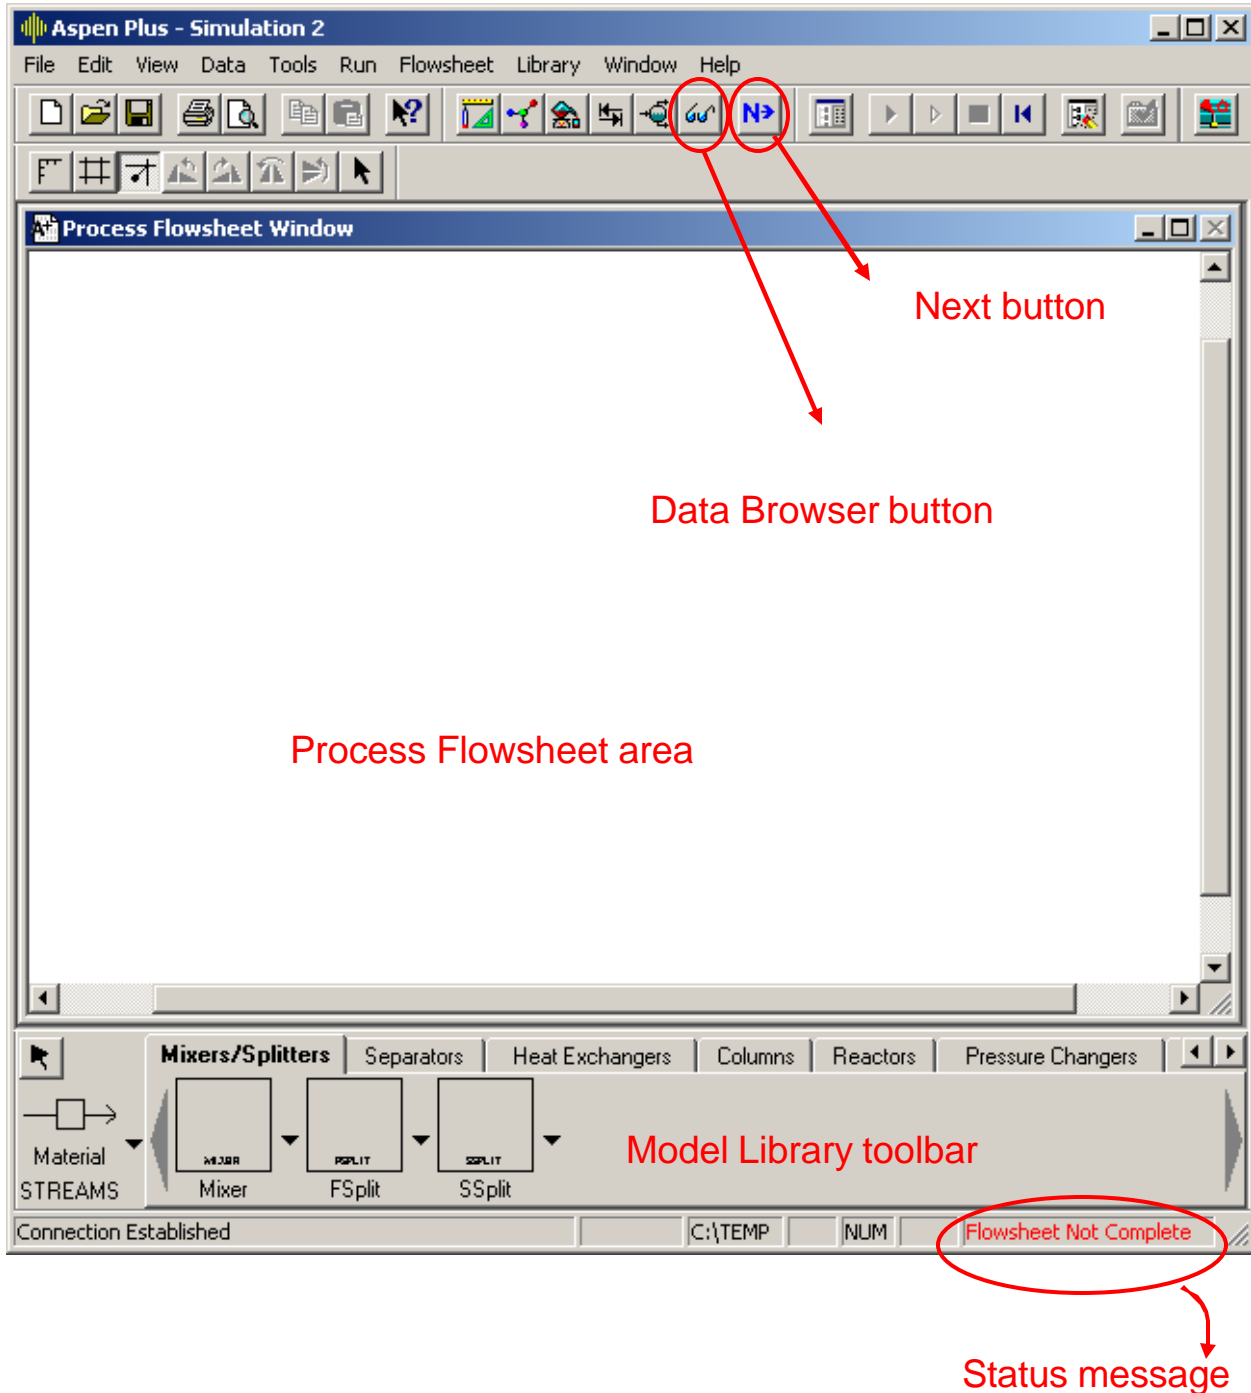 Aspen Plus - Simulation 2
File Edit View Data Tools Run Flowsheet Library Window Help
N
Process Flowsheet Window
Next button
Data Browser button
Process Flowsheet area
Mixers/Splitters Separators Heat Exchangers Columns Reactors Pressure Changers
MIXER FSPLIT SSPLIT
Material
STREAMS Mixer FSplit SSplit
Model Library toolbar
Connection Established C:\TEMP NUM Flowsheet Not Complete
Status message